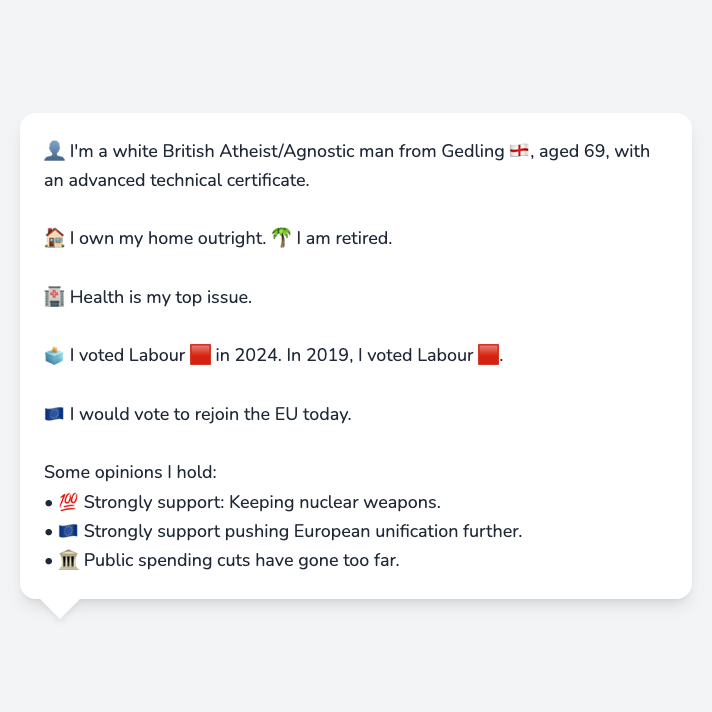 👤 I'm a white British Atheist/Agnostic man from Gedling 🏴󠁧󠁢󠁥󠁮󠁧󠁿, aged 69, with
an advanced technical certificate.
🏠 I own my home outright. 🌴 I am retired.
🏥 Health is my top issue.
🗳️ I voted Labour 🟥 in 2024. In 2019, I voted Labour 🟥.
🇪🇺 I would vote to rejoin the EU today.
Some opinions I hold:
• 💯 Strongly support: Keeping nuclear weapons.
• 🇪🇺 Strongly support pushing European unification further.
• 🏛️ Public spending cuts have gone too far.